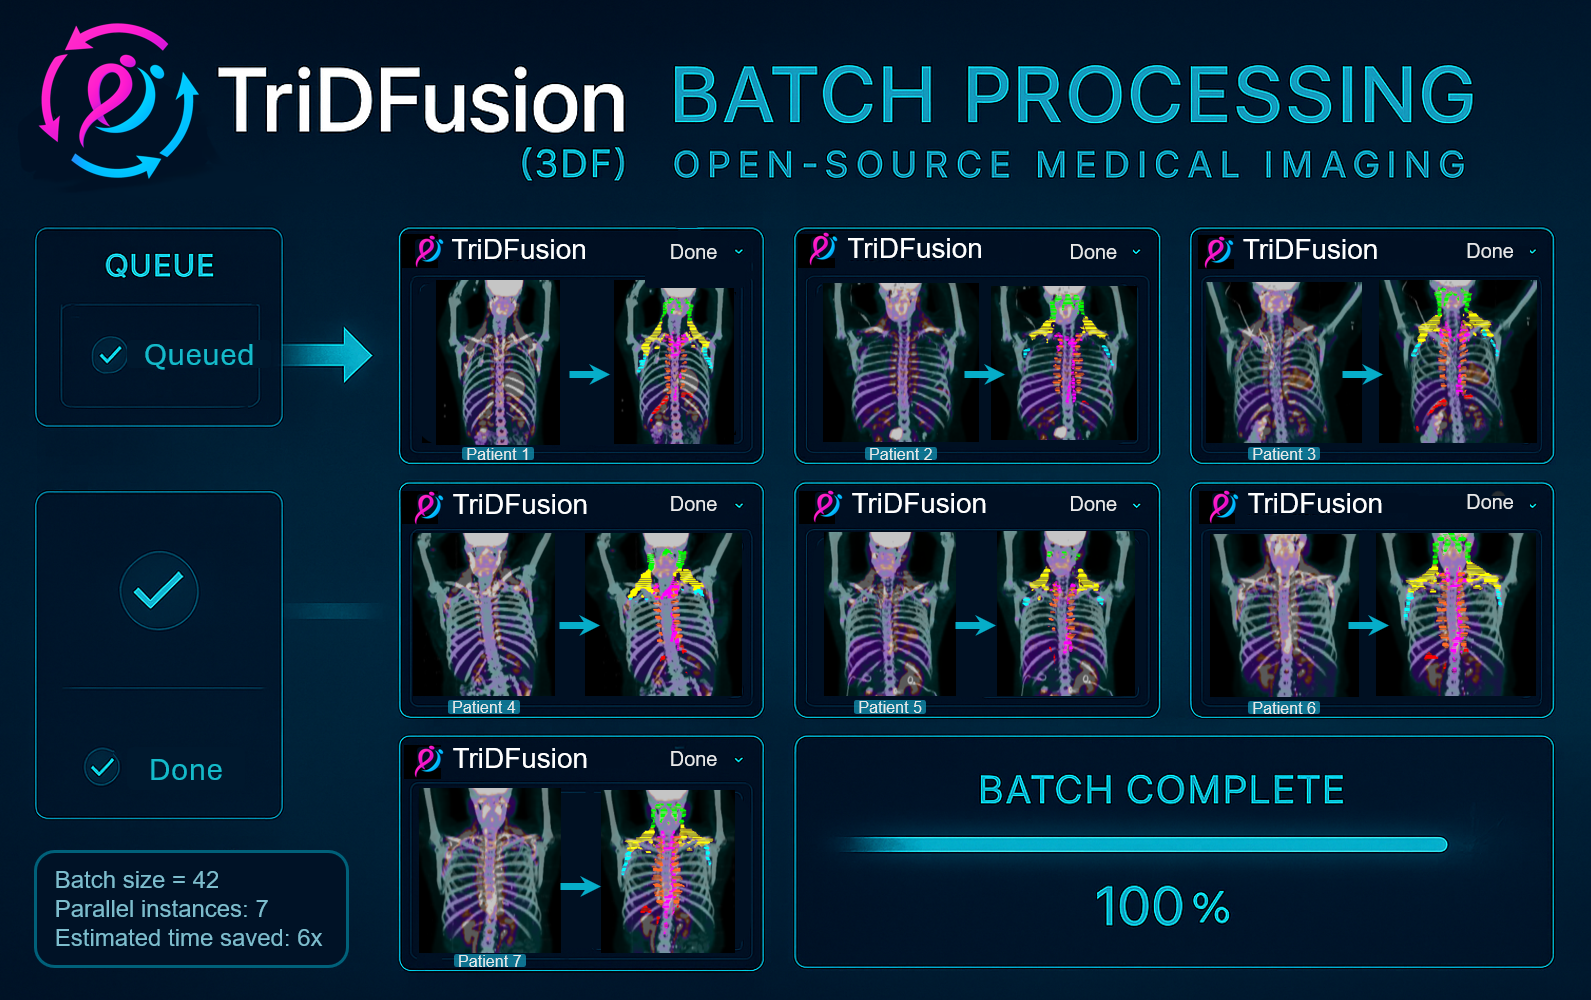 TriDFusion
(3DF)
BATCH PROCESSING
OPEN-SOURCE MEDICAL IMAGING
QUEUE
Queued
Done
Batch size = 42
Parallel instances: 7
Estimated time saved: 6x
TriDFusion Done
Patient 1
TriDFusion Done
Patient 2
TriDFusion Done
Patient 3
TriDFusion Done
Patient 4
TriDFusion Done
Patient 5
TriDFusion Done
Patient 6
TriDFusion Done
Patient 7
BATCH COMPLETE
100 %